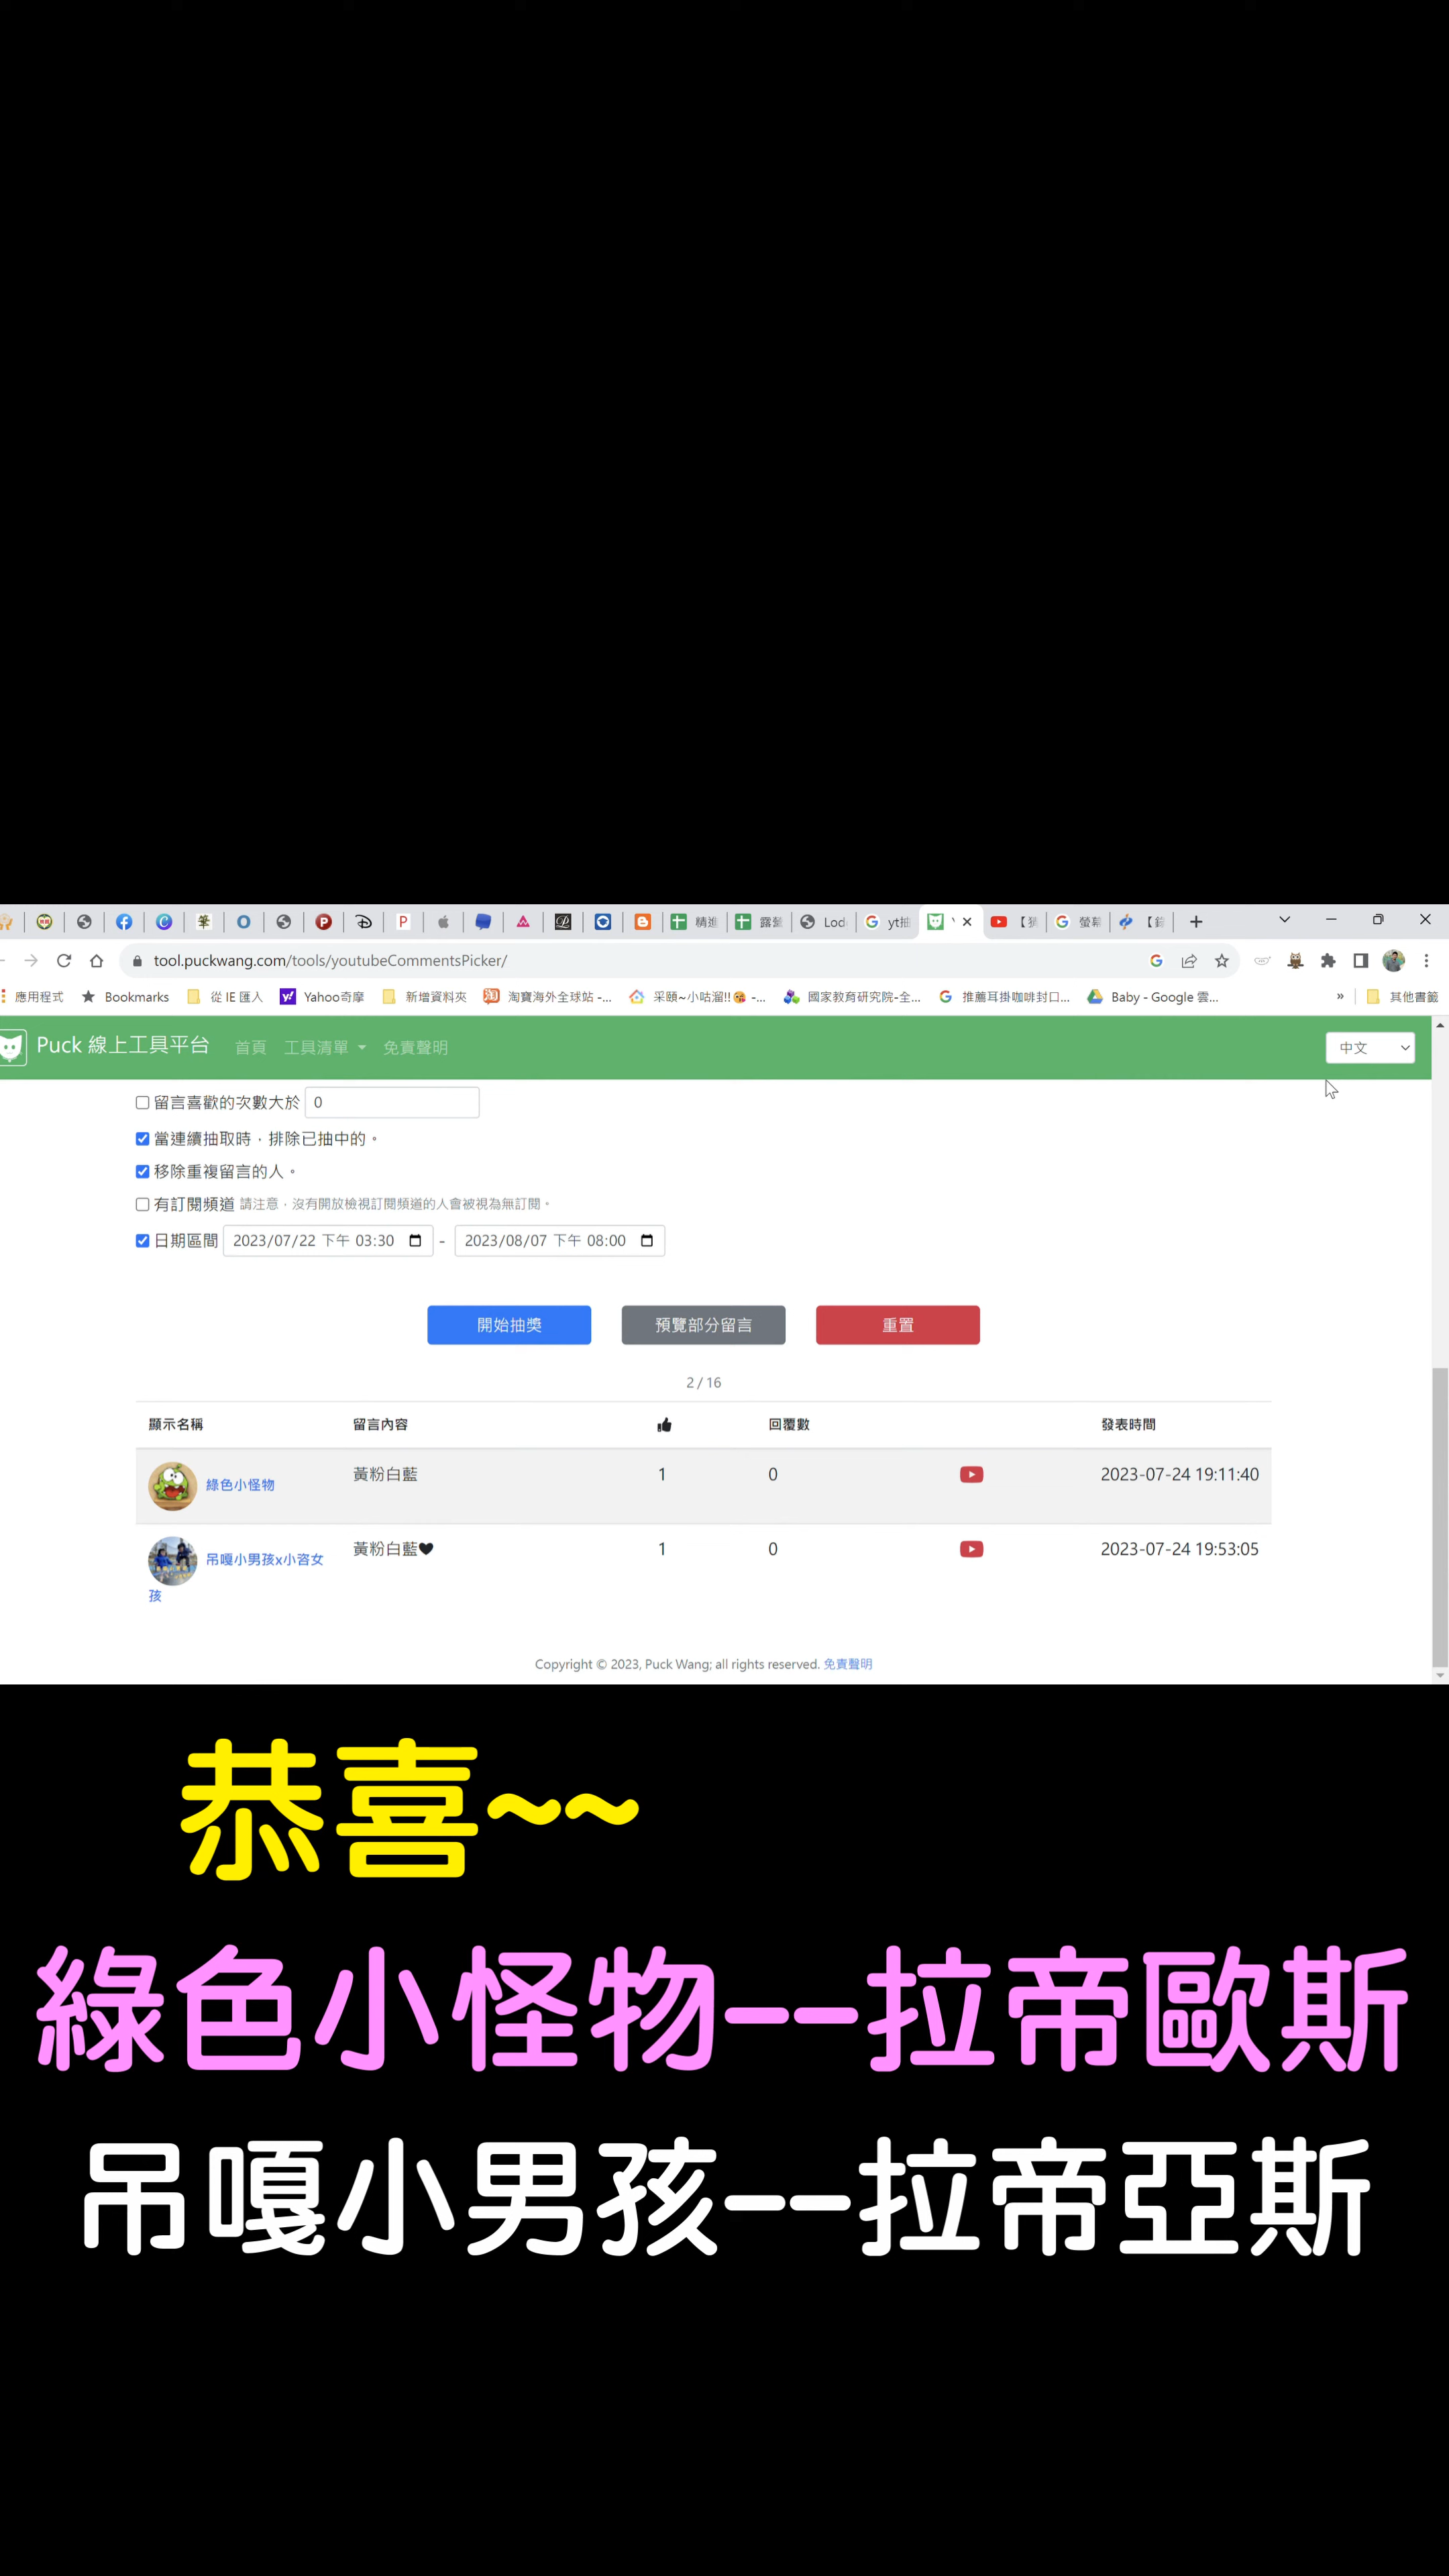 精進
露營
Lod
yt抽
螢幕
tool.puckwang.com/tools/youtubeCommentsPicker/
應用程式 Bookmarks 從 IE 匯入 Yahoo奇摩 新增資料夾 淘寶海外全球站 -... 采頤~小咕溜!!😘 -... 國家教育研究院-全... 推薦耳掛咖啡封口... Baby - Google 雲... » 其他書籤
Puck 線上工具平台 首頁 工具清單 免責聲明 中文
留言喜歡的次數大於 0
當連續抽取時，排除已抽中的。
移除重複留言的人。
有訂閱頻道 請注意，沒有開放檢視訂閱頻道的人會被視為無訂閱。
日期區間 2023/07/22 下午 03:30 - 2023/08/07 下午 08:00
開始抽獎 預覽部分留言 重置
2 / 16
顯示名稱 留言內容 回覆數 發表時間
綠色小怪物 黃粉白藍 1 0 2023-07-24 19:11:40
吊嘎小男孩x小咨女孩 黃粉白藍🖤 1 0 2023-07-24 19:53:05
Copyright © 2023, Puck Wang; all rights reserved. 免責聲明
恭喜~~
綠色小怪物--拉帝歐斯
吊嘎小男孩--拉帝亞斯